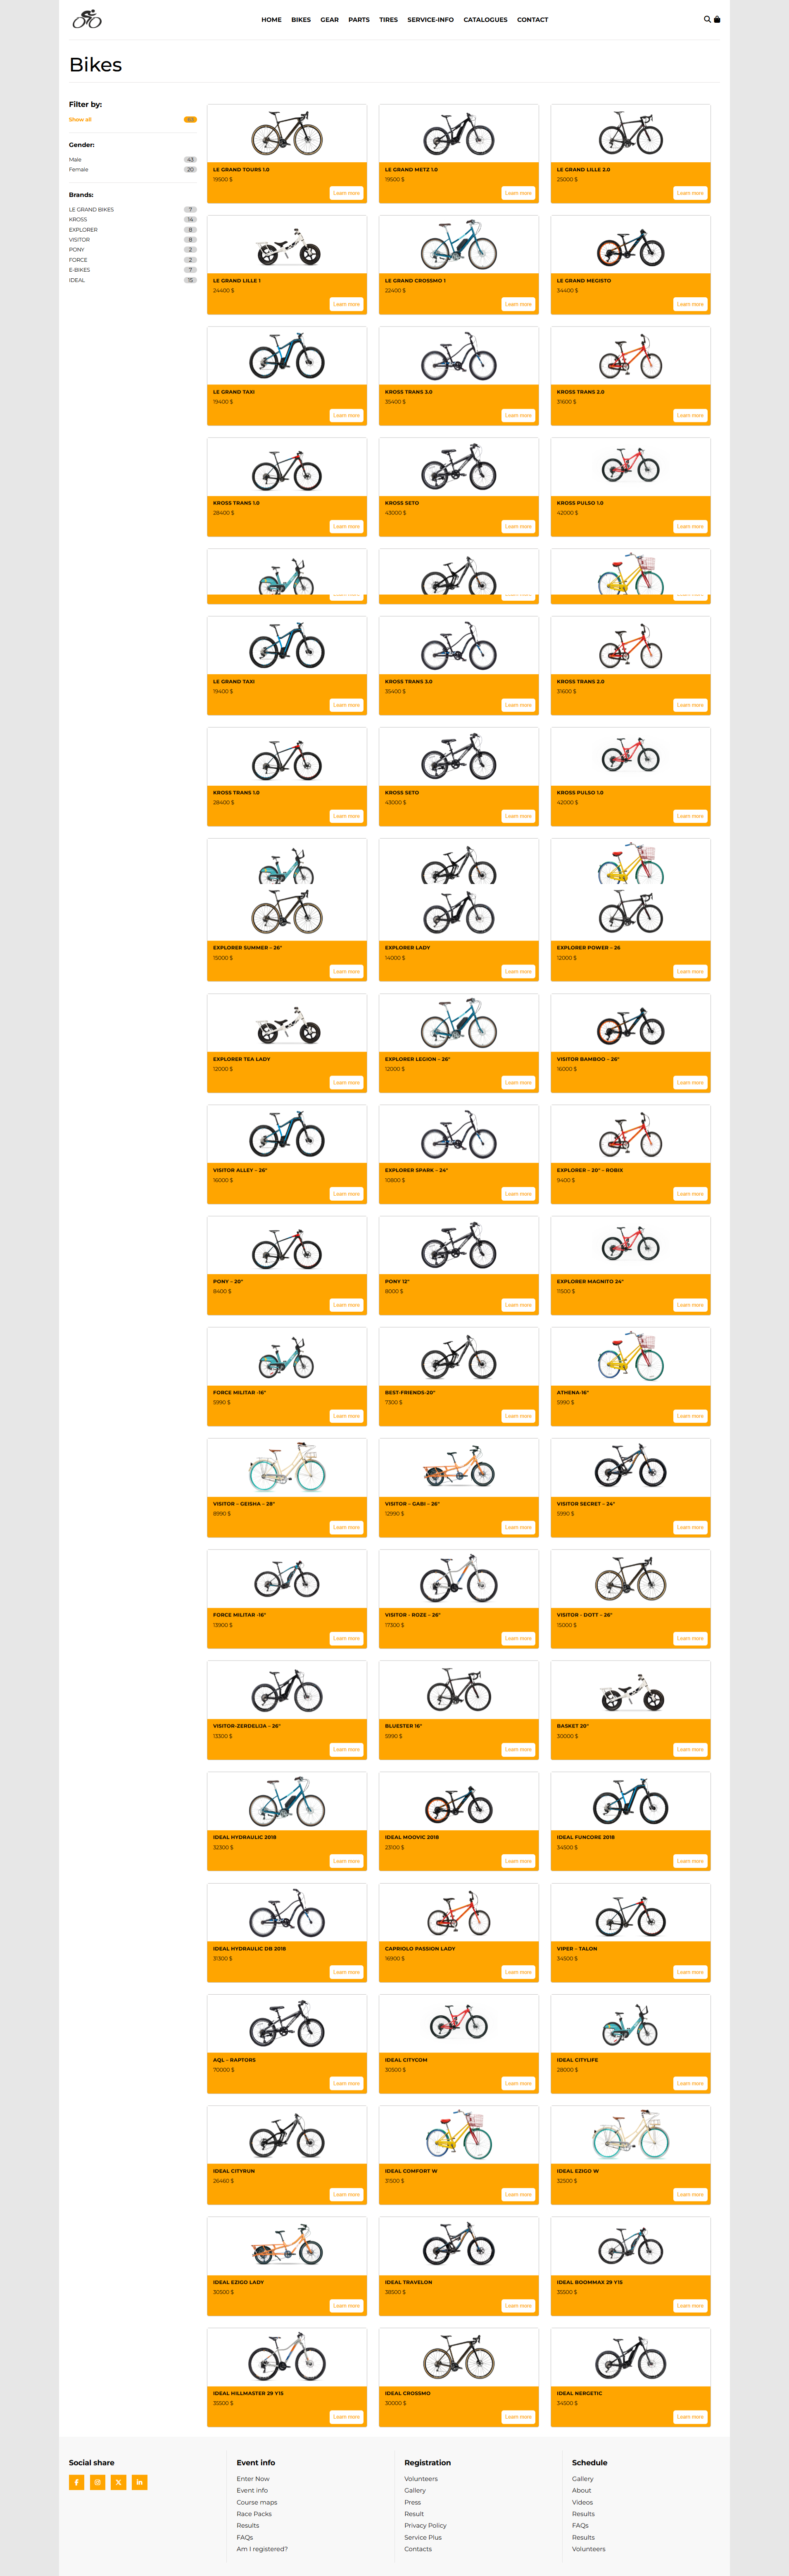 HOME BIKES GEAR PARTS TIRES SERVICE-INFO CATALOGUES CONTACT
Bikes
Filter by:
Show all
Gender:
Male 43
Female 20
Brands:
LE GRAND BIKES 7
KROSS 14
EXPLORER 8
VISITOR 8
PONY 2
FORCE 2
E-BIKES 7
IDEAL 15
LE GRAND TOURS 1.0
19500 $
Learn more
LE GRAND METZ 1.0
19500 $
Learn more
LE GRAND LILLE 2.0
25000 $
Learn more
LE GRAND LILLE 1
24400 $
Learn more
LE GRAND CROSSMO 1
22400 $
Learn more
LE GRAND MEGISTO
34400 $
Learn more
LE GRAND TAXI
19400 $
Learn more
KROSS TRANS 3.0
35400 $
Learn more
KROSS TRANS 2.0
31600 $
Learn more
KROSS TRANS 1.0
28400 $
Learn more
KROSS SETO
43000 $
Learn more
KROSS PULSO 1.0
42000 $
Learn more
LE GRAND TAXI
19400 $
Learn more
KROSS TRANS 3.0
35400 $
Learn more
KROSS TRANS 2.0
31600 $
Learn more
KROSS TRANS 1.0
28400 $
Learn more
KROSS SETO
43000 $
Learn more
KROSS PULSO 1.0
42000 $
Learn more
EXPLORER SUMMER – 26"
15000 $
Learn more
EXPLORER LADY
14000 $
Learn more
EXPLORER POWER – 26
12000 $
Learn more
EXPLORER TEA LADY
12000 $
Learn more
EXPLORER LEGION – 26"
12000 $
Learn more
VISITOR BAMBOO – 26"
16000 $
Learn more
VISITOR ALLEY – 26"
16000 $
Learn more
EXPLORER SPARK – 24"
10800 $
Learn more
EXPLORER – 20" – ROBIX
9400 $
Learn more
PONY – 20"
8400 $
Learn more
PONY 12"
8000 $
Learn more
EXPLORER MAGNITO 24"
11500 $
Learn more
FORCE MILITAR -16"
5990 $
Learn more
BEST-FRIENDS-20"
7300 $
Learn more
ATHENA-16"
5990 $
Learn more
VISITOR – GEISHA – 28"
8990 $
Learn more
VISITOR – GABI – 26"
12990 $
Learn more
VISITOR SECRET – 24"
5990 $
Learn more
FORCE MILITAR -16"
13900 $
Learn more
VISITOR - ROZE – 26"
17300 $
Learn more
VISITOR - DOTT – 26"
15000 $
Learn more
VISITOR-ZERDELIJA – 26"
13300 $
Learn more
BLUESTER 16"
5990 $
Learn more
BASKET 20"
30000 $
Learn more
IDEAL HYDRAULIC 2018
32300 $
Learn more
IDEAL MOOVIC 2018
23100 $
Learn more
IDEAL FUNCORE 2018
34500 $
Learn more
IDEAL HYDRAULIC DB 2018
31300 $
Learn more
CAPRIOLO PASSION LADY
16900 $
Learn more
VIPER – TALON
34500 $
Learn more
AQL – RAPTORS
70000 $
Learn more
IDEAL CITYCOM
30500 $
Learn more
IDEAL CITYLIFE
28000 $
Learn more
IDEAL CITYRUN
26460 $
Learn more
IDEAL COMFORT W
31500 $
Learn more
IDEAL EZIGO W
32500 $
Learn more
IDEAL EZIGO LADY
30500 $
Learn more
IDEAL TRAVELON
38500 $
Learn more
IDEAL BOOMMAX 29 Y15
35500 $
Learn more
IDEAL HILLMASTER 29 Y15
35500 $
Learn more
IDEAL CROSSMO
30000 $
Learn more
IDEAL NERGETIC
34500 $
Learn more
Social share
Event info
Enter Now
Event info
Course maps
Race Packs
Results
FAQs
Am I registered?
Registration
Volunteers
Gallery
Press
Result
Privacy Policy
Service Plus
Contacts
Schedule
Gallery
About
Videos
Results
FAQs
Results
Volunteers